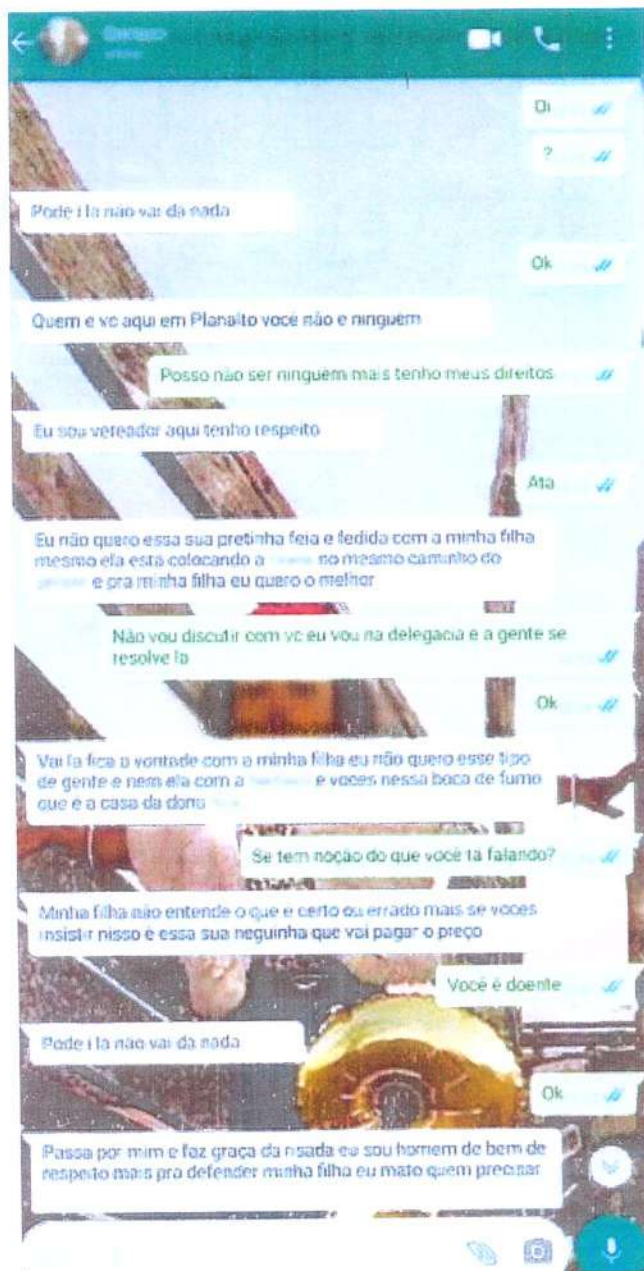 Oi
?
Pode i la não vai da nada
Ok
Quem e vc aqui em Planalto você não e ninguém
Posso não ser ninguém mais tenho meus direitos
Eu sou vereador aqui tenho respeito
Ata
Eu não quero essa sua pretinha feia e fedida com a minha filha
mesmo ela esta colocando a no mesmo caminho do
e pra minha filha eu quero o melhor
Não vou discutir com vc eu vou na delegacia e a gente se
resolve la
Ok
Vai la fica a vontade com a minha filha eu não quero esse tipo
de gente e nem ela com a e voces nessa boca de fumo
que é a casa da dona
Se tem noção do que você tá falando?
Minha filha não entende o que e certo ou errado mais se voces
insistir nisso é essa sua neguinha que vai pagar o preço
Você é doente
Pode i la não vai da nada
Ok
Passa por mim e faz graça da risada eu sou homem de bem de
respeito mais pra defender minha filha eu mato quem precisar